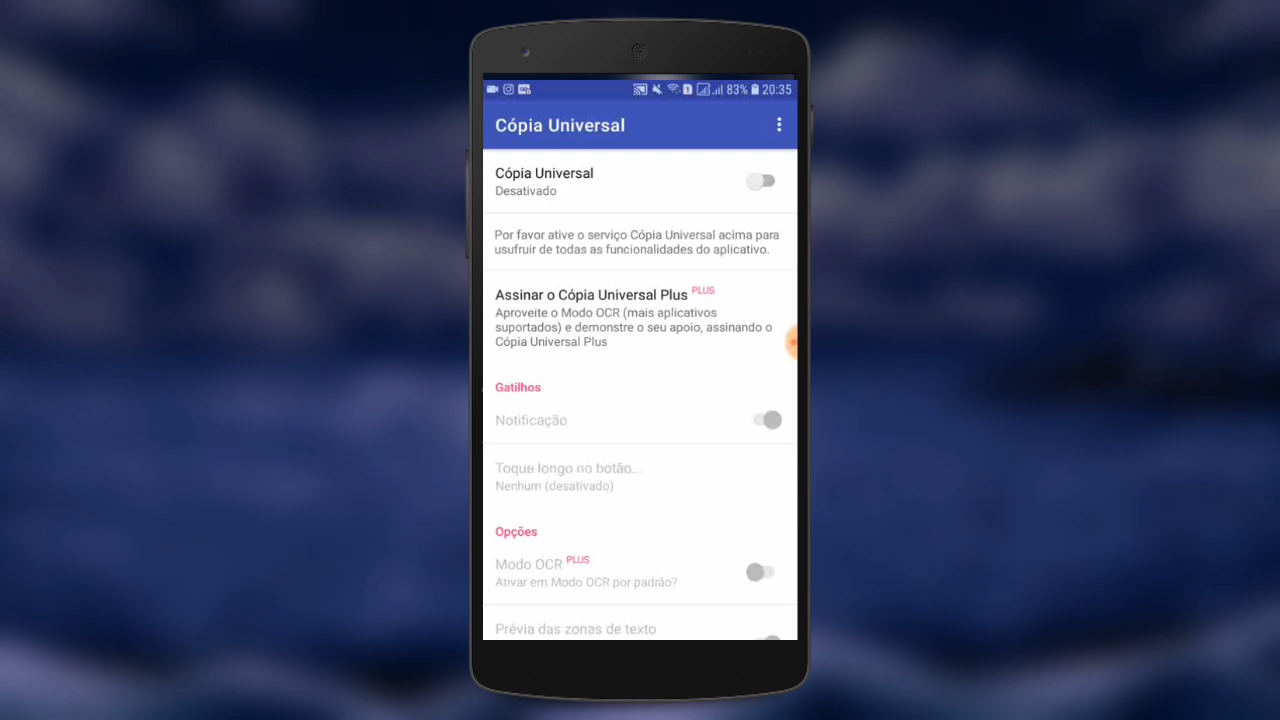 83% 20:35
Cópia Universal
Cópia Universal
Desativado
Por favor ative o serviço Cópia Universal acima para
usufruir de todas as funcionalidades do aplicativo.
Assinar o Cópia Universal Plus PLUS
Aproveite o Modo OCR (mais aplicativos
suportados) e demonstre o seu apoio, assinando o
Cópia Universal Plus
Gatilhos
Notificação
Toque longo no botão...
Nenhum (desativado)
Opções
Modo OCR PLUS
Ativar em Modo OCR por padrão?
Prévia das zonas de texto